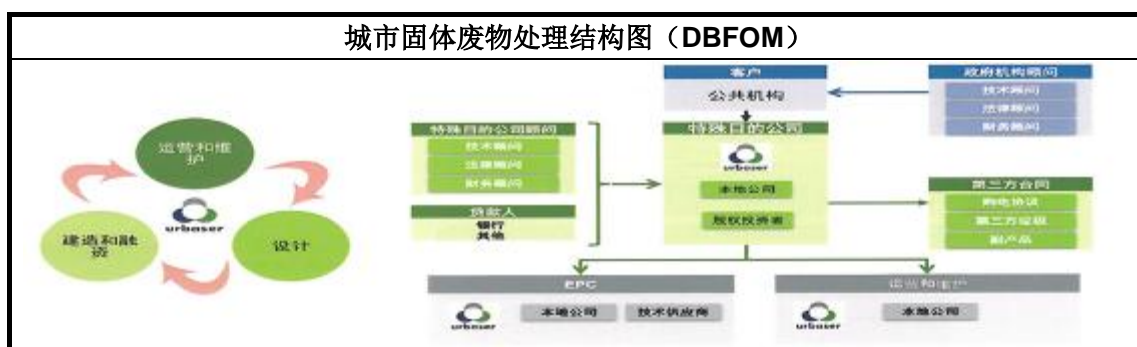 城市固体废物处理结构图（DBFOM）
运营和维
护
urbaser
建造和融
资
设计
客户
公共机构
政府机构顾问
技术顾问
法律顾问
财务顾问
特殊目的公司顾问
技术顾问
法律顾问
财务顾问
贷款人
银行
其他
特殊目的公司
urbaser
本地公司
股权投资者
第三方合同
购电协议
第三方垃圾
副产品
EPC
urbaser
本地公司
技术供应商
运营和维护
urbaser
本地公司